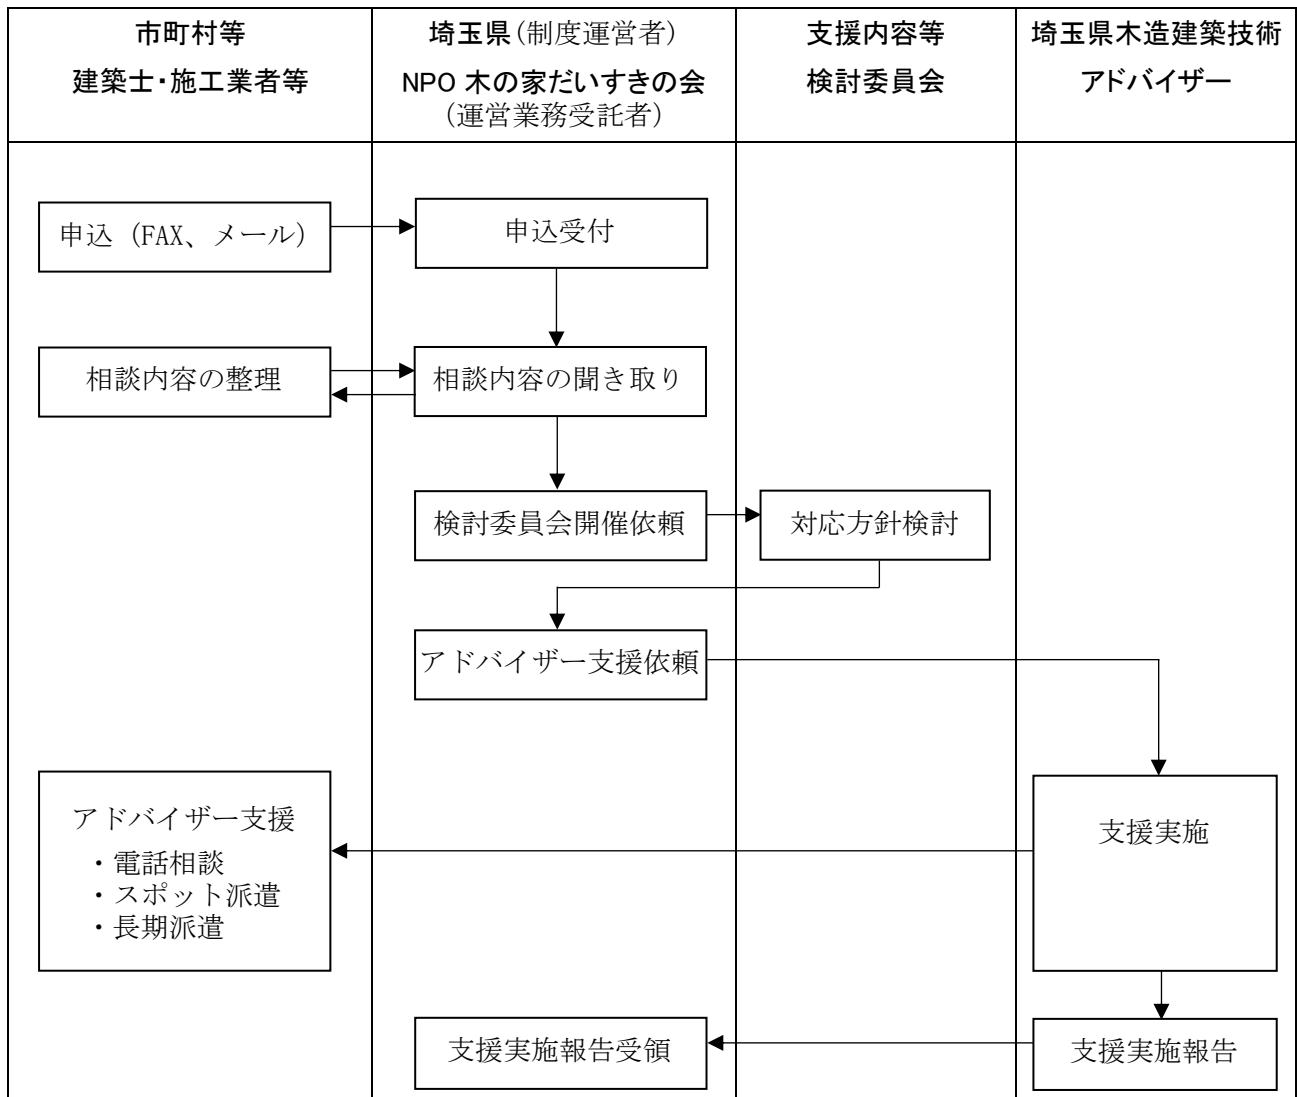 市町村等
建築士・施工業者等
埼玉県(制度運営者)
NPO 木の家だいすきの会
(運営業務受託者)
支援内容等
検討委員会
埼玉県木造建築技術
アドバイザー
申込(FAX、メール)
申込受付
相談内容の整理
相談内容の聞き取り
検討委員会開催依頼
対応方針検討
アドバイザー支援依頼
アドバイザー支援
・電話相談
・スポット派遣
・長期派遣
支援実施
支援実施報告受領
支援実施報告